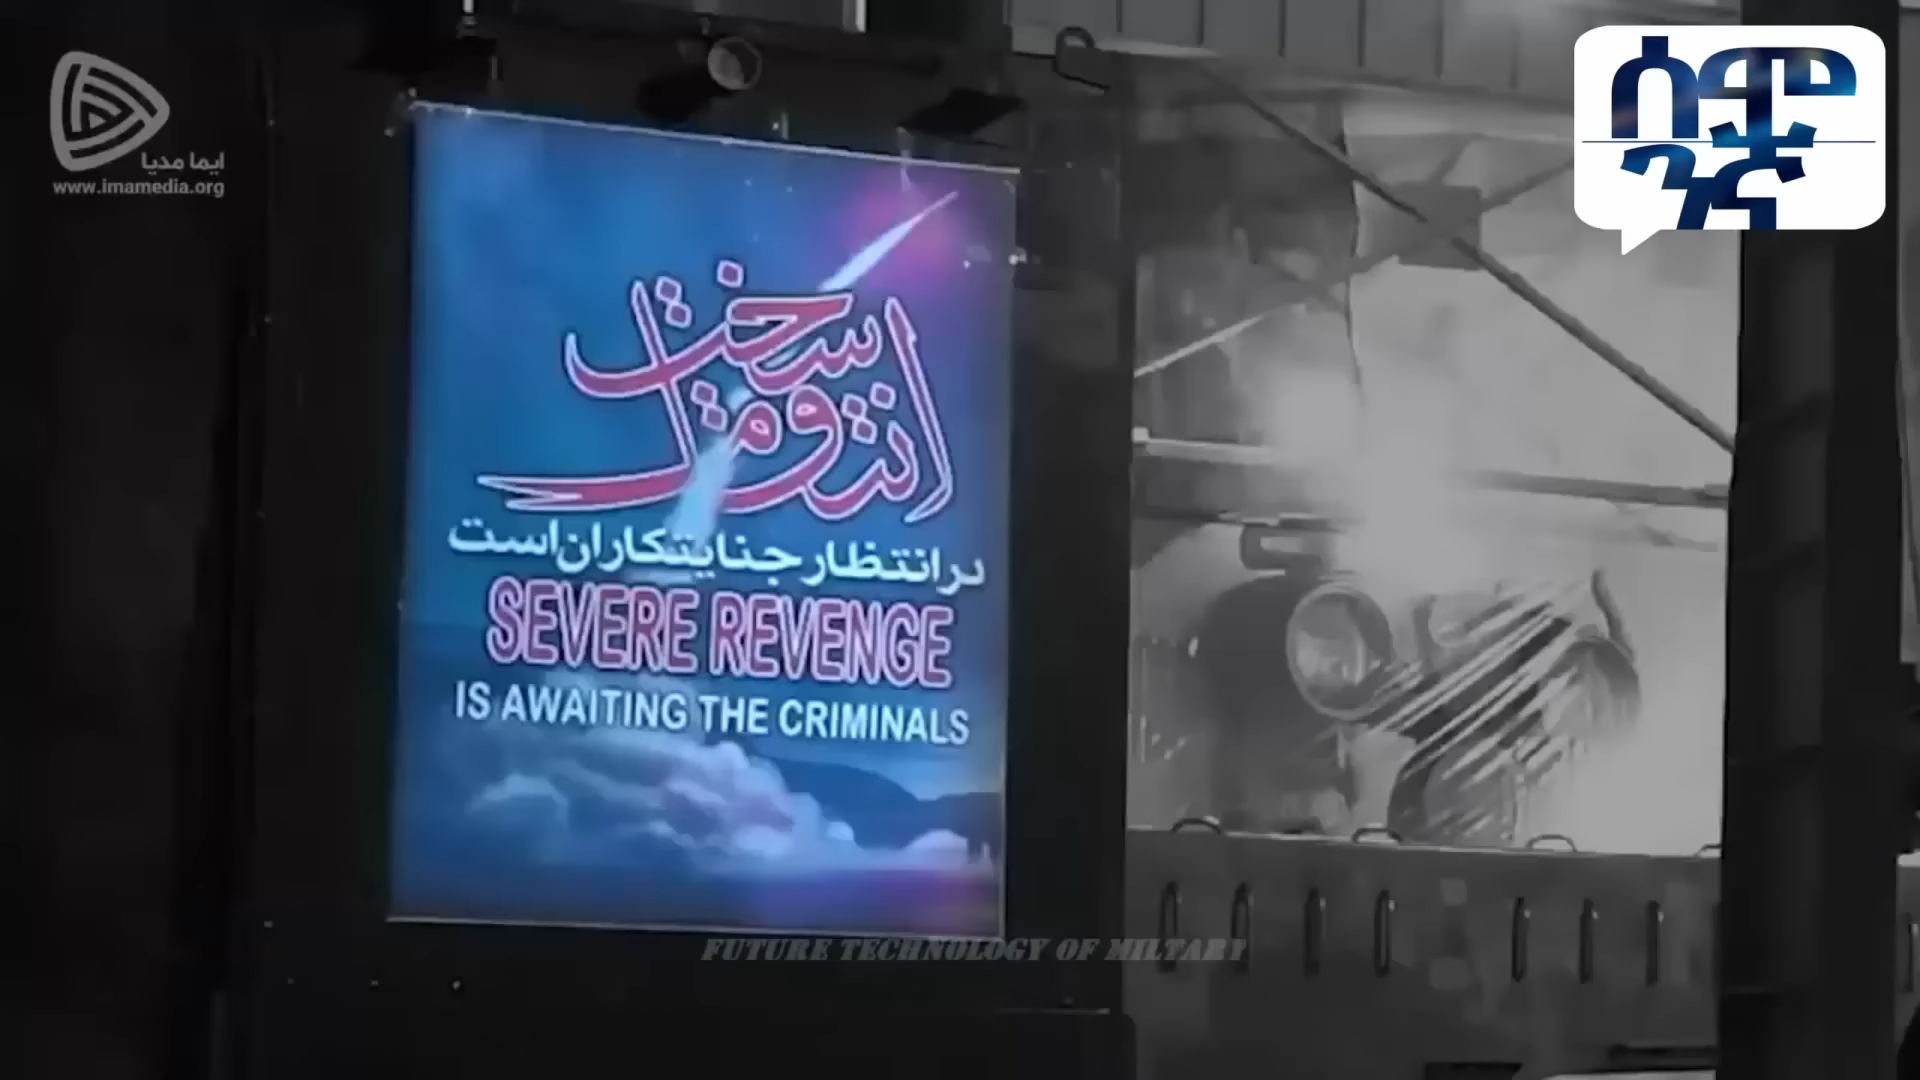 ایما مدیا
www.imamedia.org
انتقام سخت
در انتظار جنایتکاران است
SEVERE REVENGE
IS AWAITING THE CRIMINALS
FUTURE TECHNOLOGY OF MILTARY